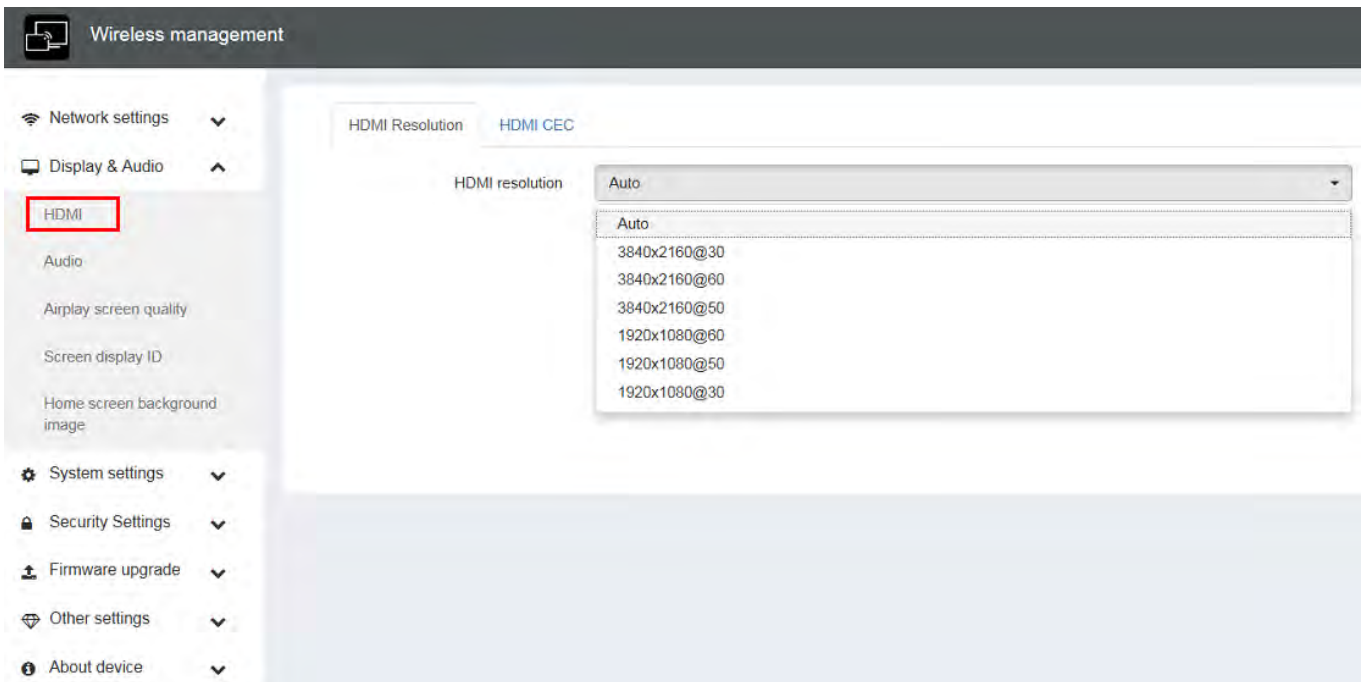 Wireless management
Network settings
Display & Audio
HDMI
Audio
Airplay screen quality
Screen display ID
Home screen background
image
System settings
Security Settings
Firmware upgrade
Other settings
About device
HDMI Resolution
HDMI CEC
HDMI resolution
Auto
Auto
3840x2160@30
3840x2160@60
3840x2160@50
1920x1080@60
1920x1080@50
1920x1080@30